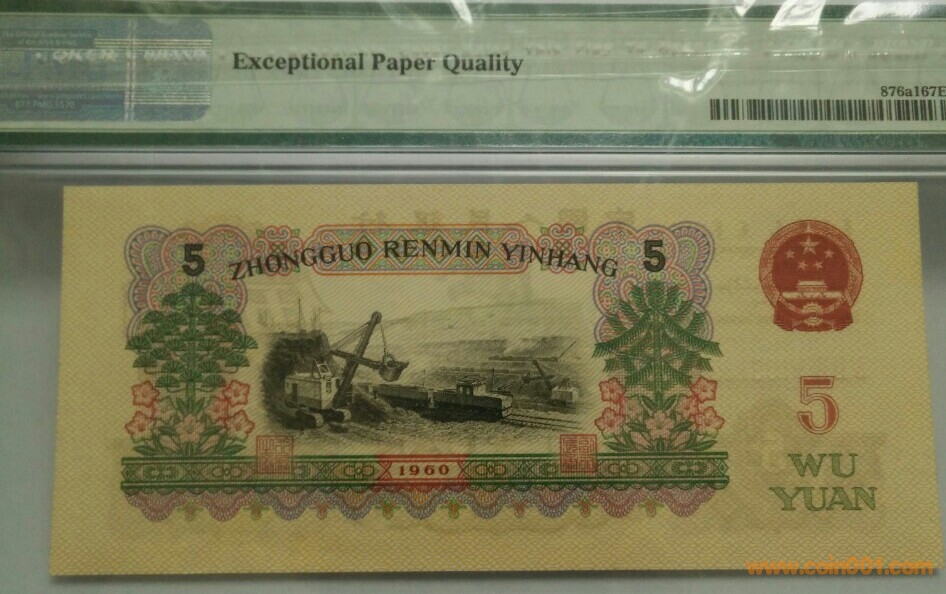 Exceptional Paper Quality
876a167E
5 ZHONGGUO RENMIN YINHANG 5
5
WU
YUAN
1960
www.coin001.com